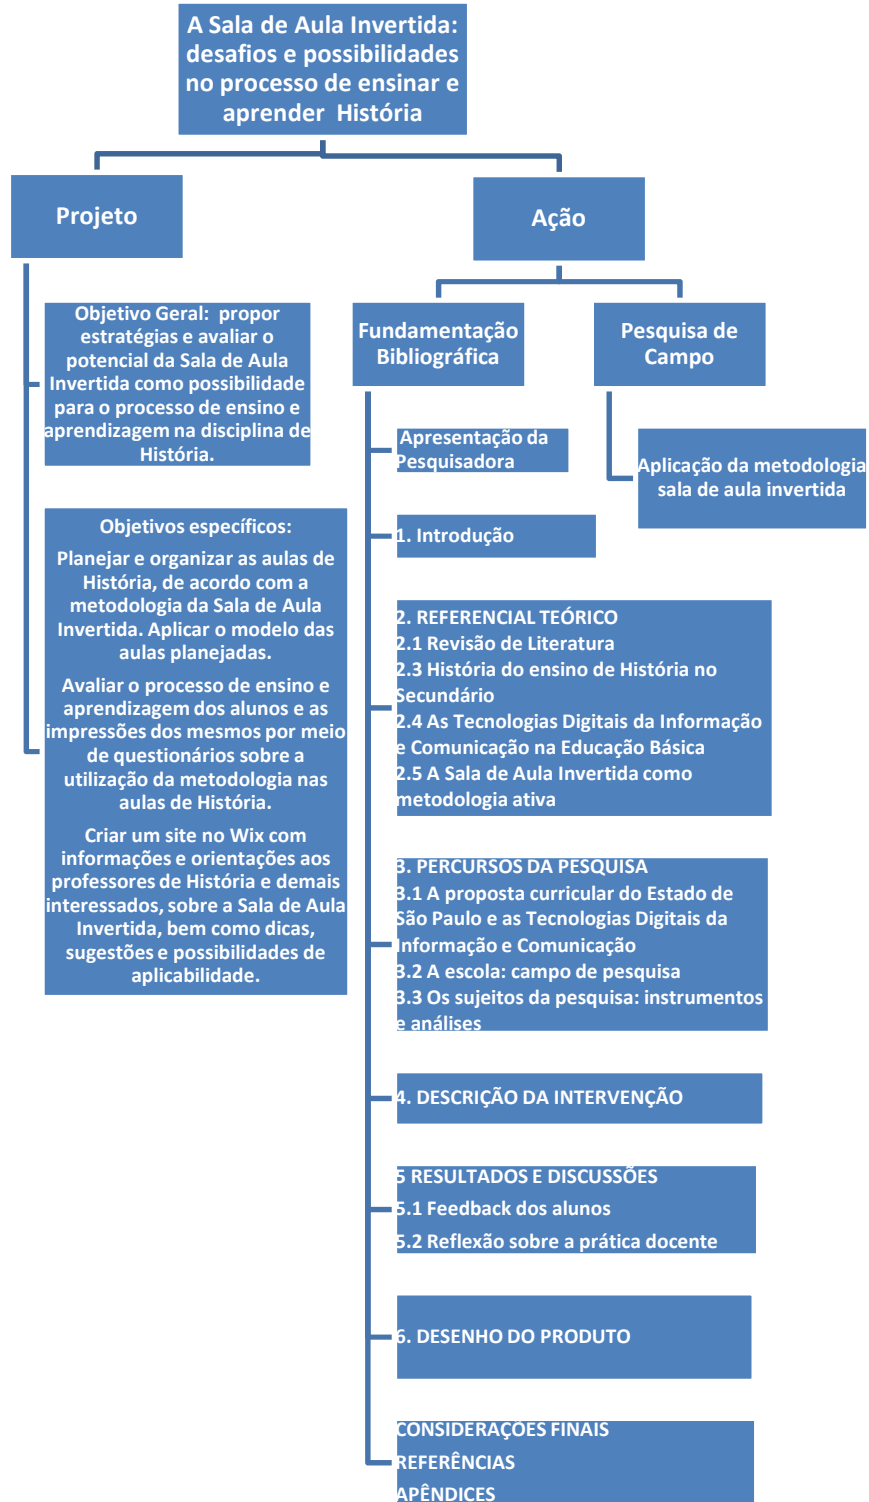 A Sala de Aula Invertida:
desafios e possibilidades
no processo de ensinar e
aprender História
Projeto
Ação
Objetivo Geral: propor
estratégias e avaliar o
potencial da Sala de Aula
Invertida como possibilidade
para o processo de ensino e
aprendizagem na disciplina de
História.
Objetivos específicos:
Planejar e organizar as aulas de
História, de acordo com a
metodologia da Sala de Aula
Invertida. Aplicar o modelo das
aulas planejadas.
Avaliar o processo de ensino e
aprendizagem dos alunos e as
impressões dos mesmos por meio
de questionários sobre a
utilização da metodologia nas
aulas de História.
Criar um site no Wix com
informações e orientações aos
professores de História e demais
interessados, sobre a Sala de Aula
Invertida, bem como dicas,
sugestões e possibilidades de
aplicabilidade.
Fundamentação
Bibliográfica
Apresentação da
Pesquisadora
1. Introdução
2. REFERENCIAL TEÓRICO
2.1 Revisão de Literatura
2.3 História do ensino de História no
Secundário
2.4 As Tecnologias Digitais da Informação
e Comunicação na Educação Básica
2.5 A Sala de Aula Invertida como
metodologia ativa
3. PERCURSOS DA PESQUISA
3.1 A proposta curricular do Estado de
São Paulo e as Tecnologias Digitais da
Informação e Comunicação
3.2 A escola: campo de pesquisa
3.3 Os sujeitos da pesquisa: instrumentos
e análises
4. DESCRIÇÃO DA INTERVENÇÃO
5 RESULTADOS E DISCUSSÕES
5.1 Feedback dos alunos
5.2 Reflexão sobre a prática docente
6. DESENHO DO PRODUTO
CONSIDERAÇÕES FINAIS
REFERÊNCIAS
APÊNDICES
Pesquisa de
Campo
Aplicação da metodologia
sala de aula invertida